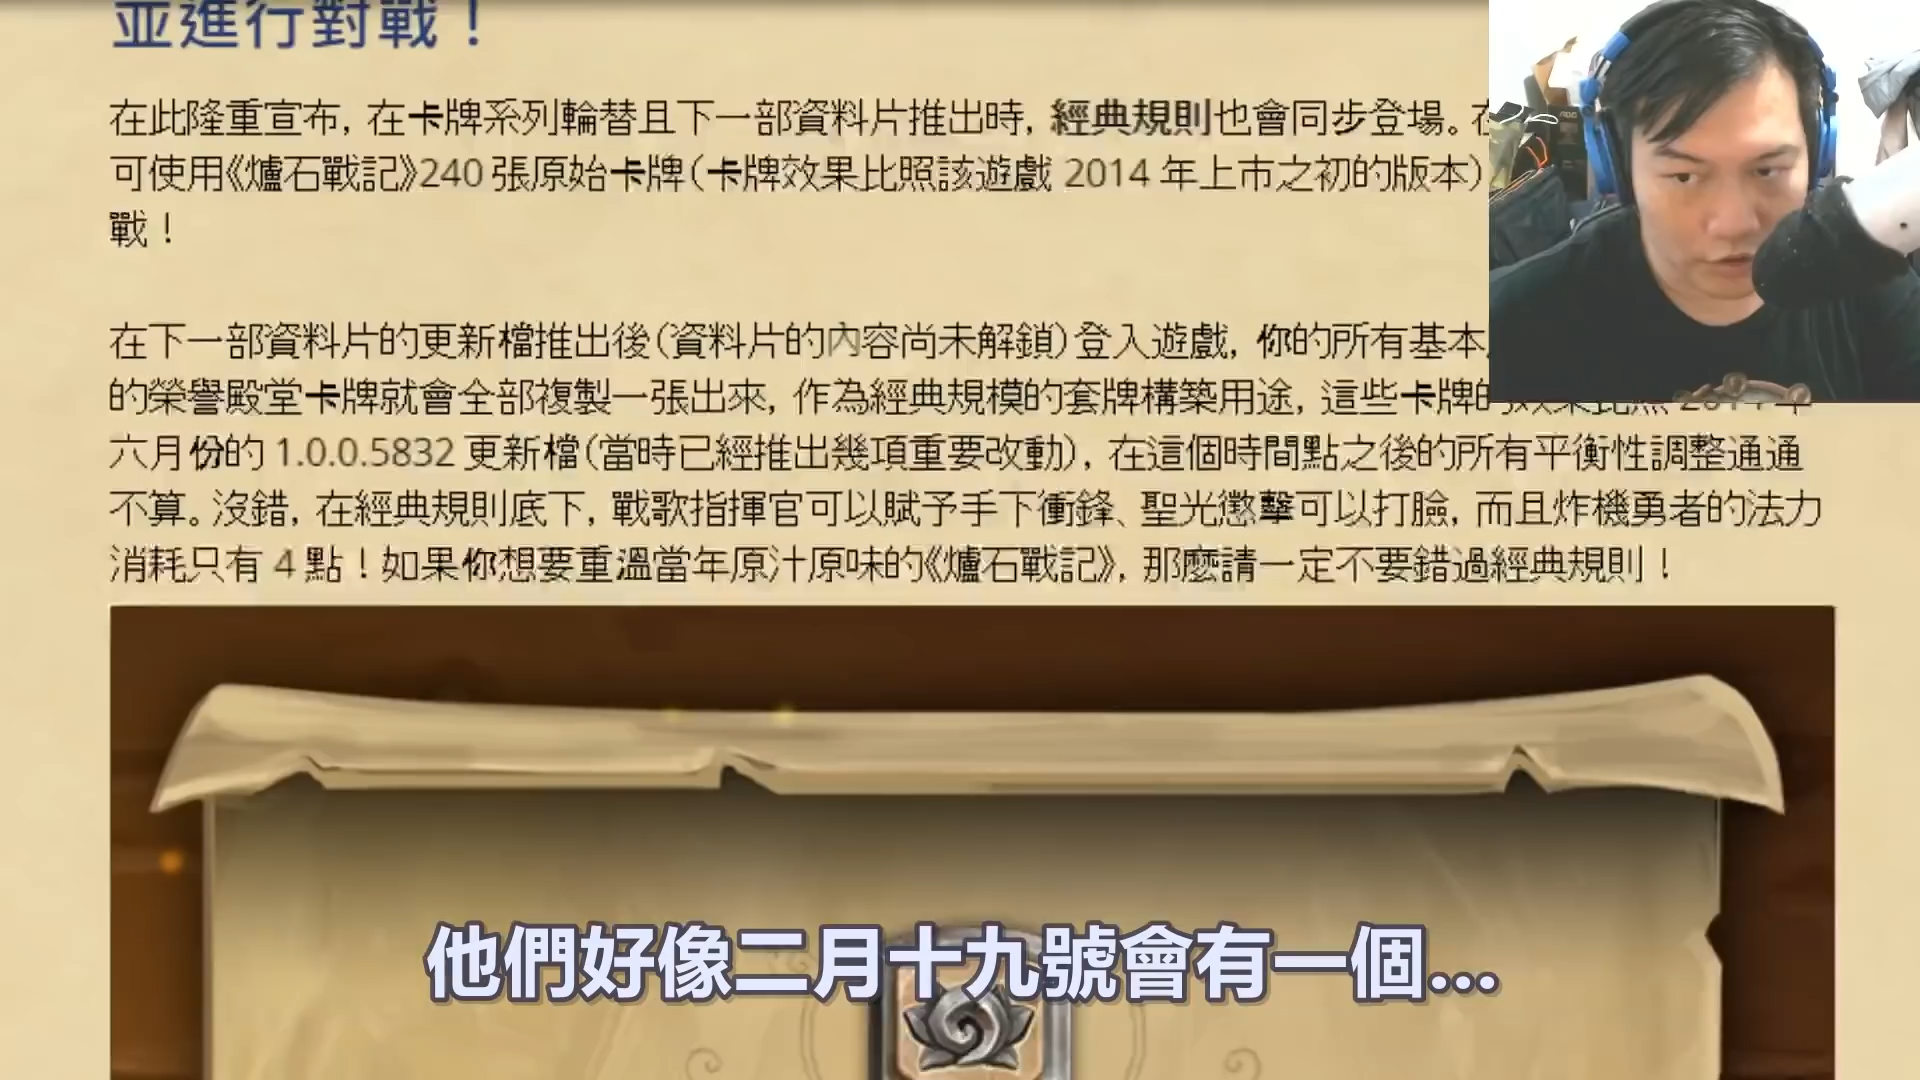 並進行對戰！
在此隆重宣布，在卡牌系列輪替且下一部資料片推出時，經典規則也會同步登場。在
可使用《爐石戰記》240 張原始卡牌（卡牌效果比照該遊戲 2014 年上市之初的版本）
戰！
在下一部資料片的更新檔推出後（資料片的內容尚未解鎖）登入遊戲，你的所有基本
的榮譽殿堂卡牌就會全部複製一張出來，作為經典規模的套牌構築用途，這些卡牌的效果比照 2014 年
六月份的 1.0.0.5832 更新檔（當時已經推出幾項重要改動），在這個時間點之後的所有平衡性調整通通
不算。沒錯，在經典規則底下，戰歌指揮官可以賦予手下衝鋒、聖光懲擊可以打臉，而且炸機勇者的法力
消耗只有 4 點！如果你想要重溫當年原汁原味的《爐石戰記》，那麼請一定不要錯過經典規則！
他們好像二月十九號會有一個...